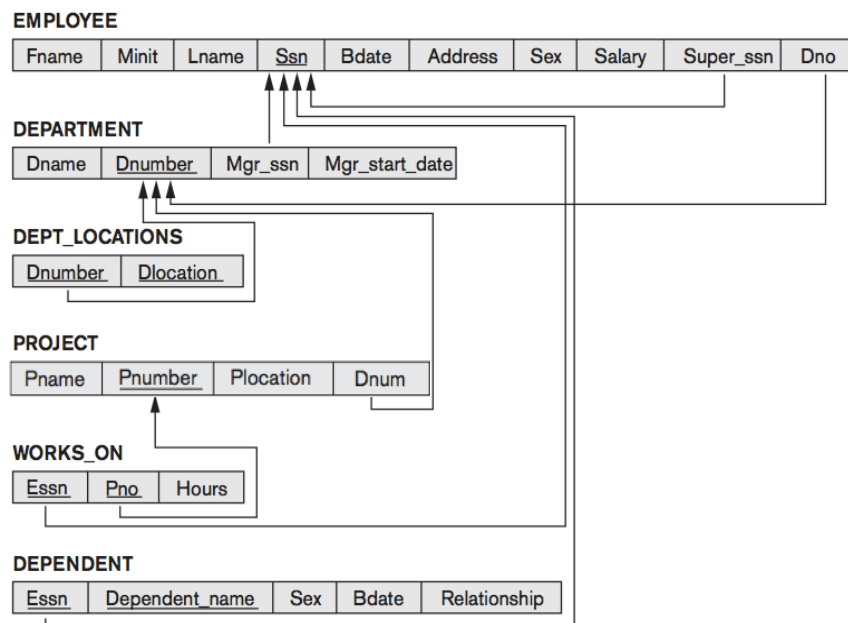 EMPLOYEE
Fname Minit Lname Ssn Bdate Address Sex Salary Super_ssn Dno
DEPARTMENT
Dname Dnumber Mgr_ssn Mgr_start_date
DEPT_LOCATIONS
Dnumber Dlocation
PROJECT
Pname Pnumber Plocation Dnum
WORKS_ON
Essn Pno Hours
DEPENDENT
Essn Dependent_name Sex Bdate Relationship